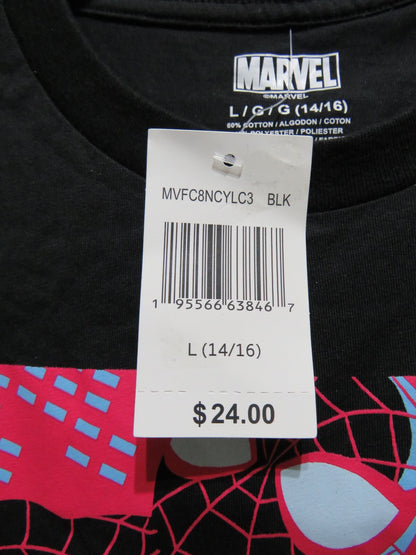 MARVEL
©MARVEL
L / G / G (14/16)
60% COTTON / ALGODON / COTON
POLYESTER / POLIESTER
MVFC8NCYLC3 BLK
1 95566 63846 7
L (14/16)
$24.00